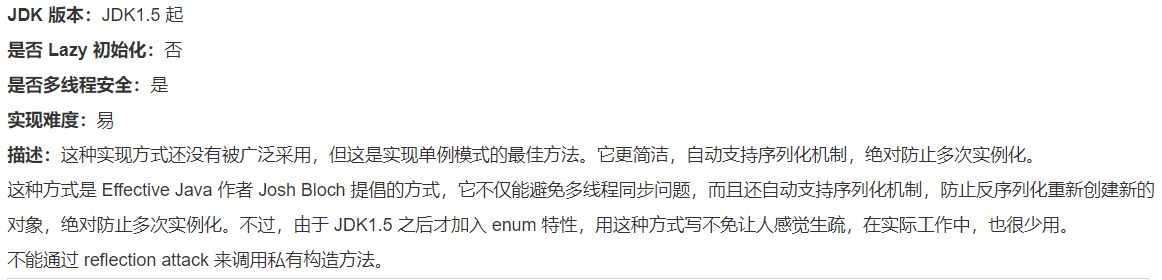 JDK 版本：JDK1.5 起
是否 Lazy 初始化：否
是否多线程安全：是
实现难度：易
描述：这种实现方式还没有被广泛采用，但这是实现单例模式的最佳方法。它更简洁，自动支持序列化机制，绝对防止多次实例化。
这种方式是 Effective Java 作者 Josh Bloch 提倡的方式，它不仅能避免多线程同步问题，而且还自动支持序列化机制，防止反序列化重新创建新的
对象，绝对防止多次实例化。不过，由于 JDK1.5 之后才加入 enum 特性，用这种方式写不免让人感觉生疏，在实际工作中，也很少用。
不能通过 reflection attack 来调用私有构造方法。